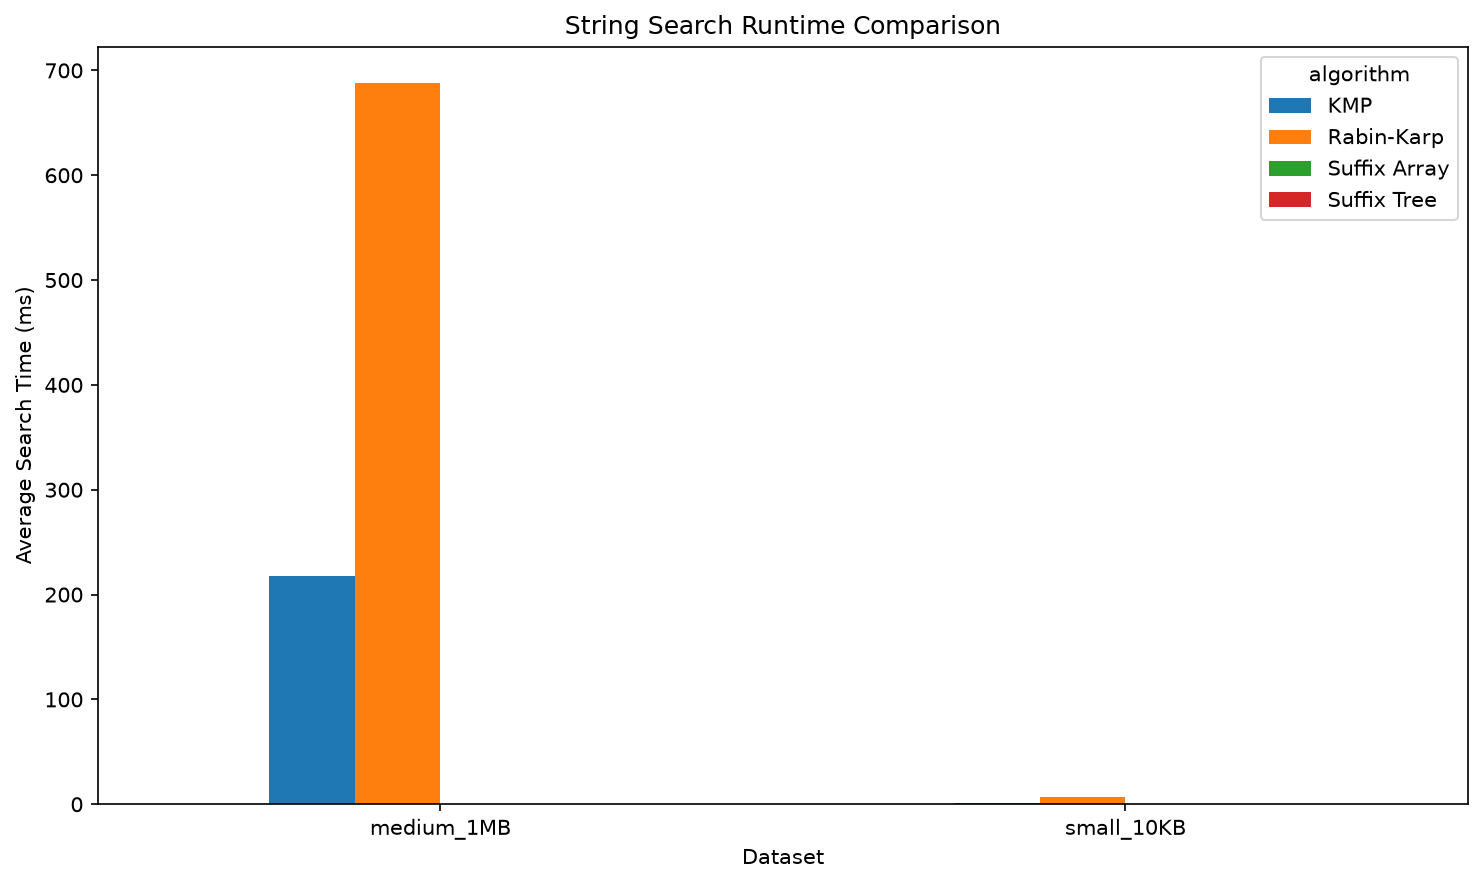 String Search Runtime Comparison
algorithm
KMP
Rabin-Karp
Suffix Array
Suffix Tree
Average Search Time (ms)
700
600
500
400
300
200
100
0
medium_1MB
small_10KB
Dataset